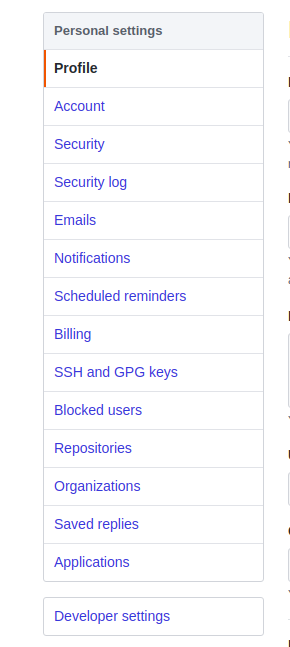 Personal settings
Profile
Account
Security
Security log
Emails
Notifications
Scheduled reminders
Billing
SSH and GPG keys
Blocked users
Repositories
Organizations
Saved replies
Applications
Developer settings